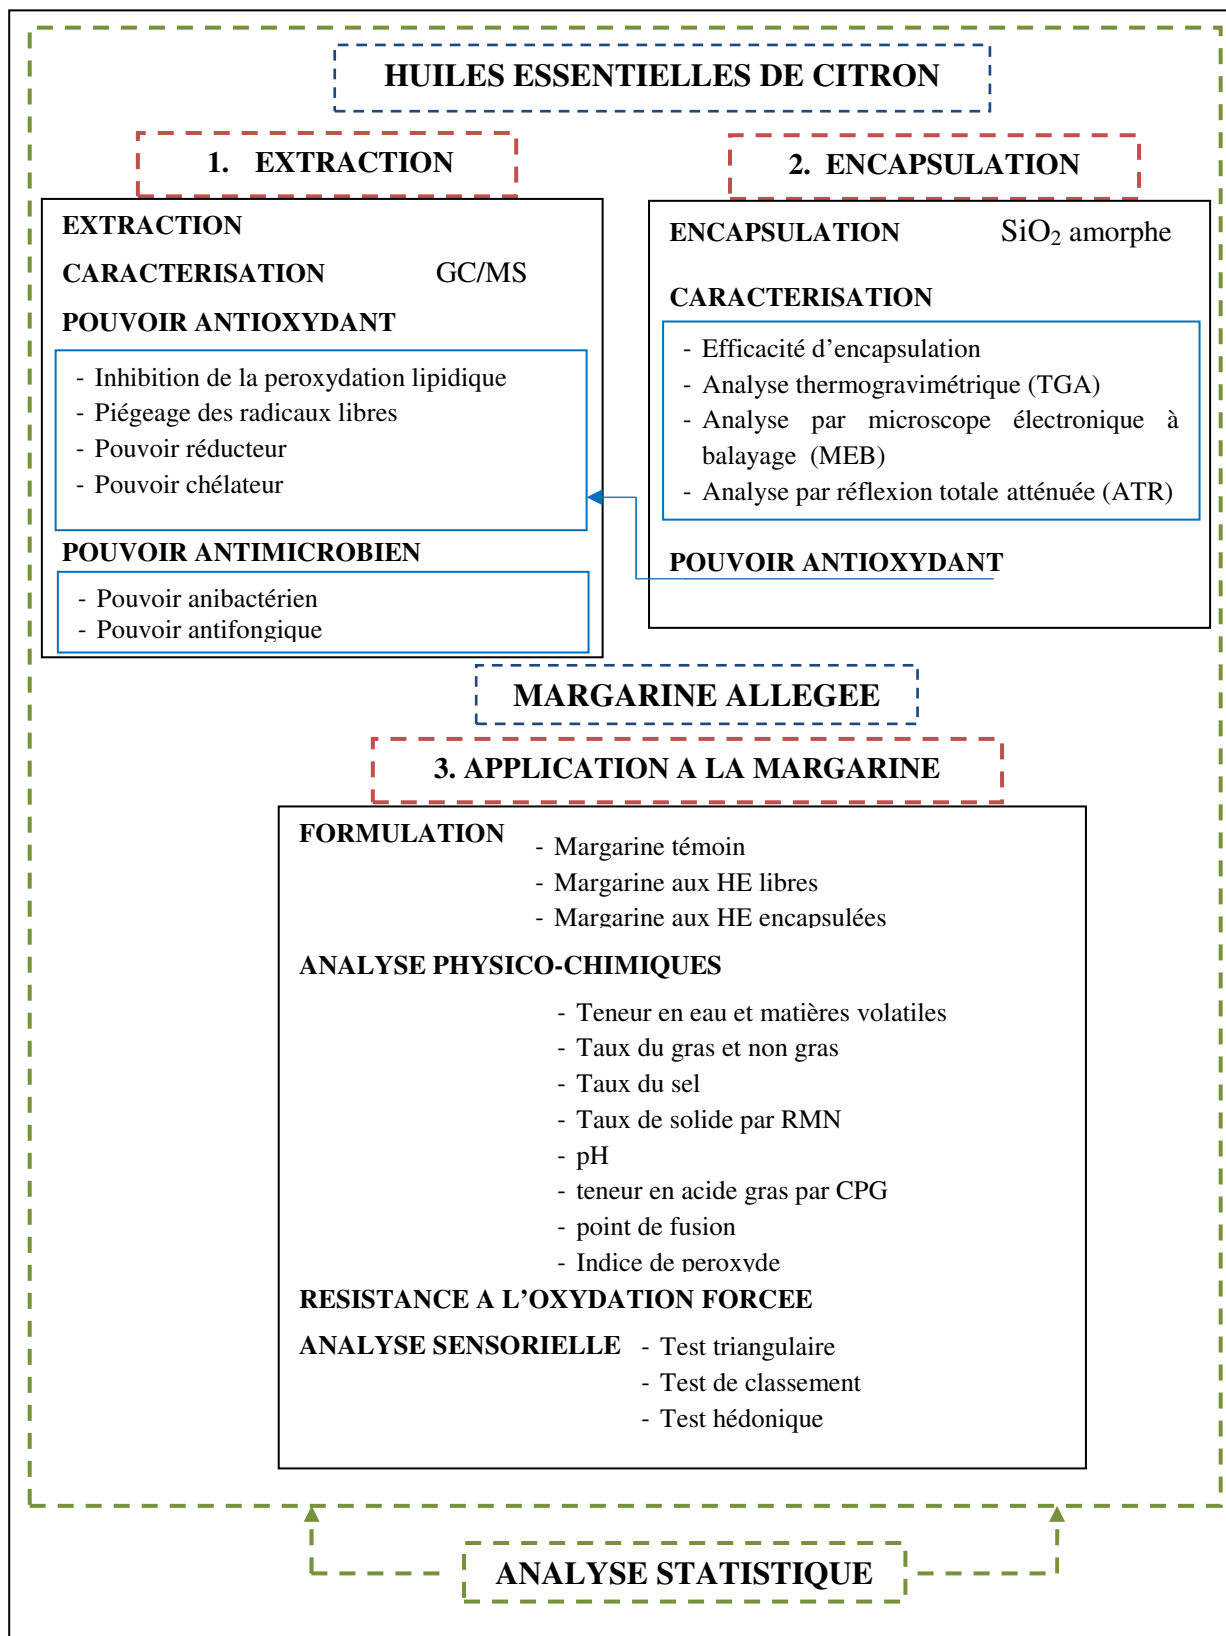 HUILES ESSENTIELLES DE CITRON
1. EXTRACTION
EXTRACTION
CARACTERISATION GC/MS
POUVOIR ANTIOXYDANT
- Inhibition de la peroxydation lipidique
- Piégeage des radicaux libres
- Pouvoir réducteur
- Pouvoir chélateur
POUVOIR ANTIMICROBIEN
- Pouvoir anibactérien
- Pouvoir antifongique
2. ENCAPSULATION
ENCAPSULATION SiO₂ amorphe
CARACTERISATION
- Efficacité d’encapsulation
- Analyse thermogravimétrique (TGA)
- Analyse par microscope électronique à
balayage (MEB)
- Analyse par réflexion totale atténuée (ATR)
POUVOIR ANTIOXYDANT
MARGARINE ALLEGEE
3. APPLICATION A LA MARGARINE
FORMULATION
- Margarine témoin
- Margarine aux HE libres
- Margarine aux HE encapsulées
ANALYSE PHYSICO-CHIMIQUES
- Teneur en eau et matières volatiles
- Taux du gras et non gras
- Taux du sel
- Taux de solide par RMN
- pH
- teneur en acide gras par CPG
- point de fusion
- Indice de peroxyde
RESISTANCE A L’OXYDATION FORCEE
ANALYSE SENSORIELLE - Test triangulaire
- Test de classement
- Test hédonique
ANALYSE STATISTIQUE